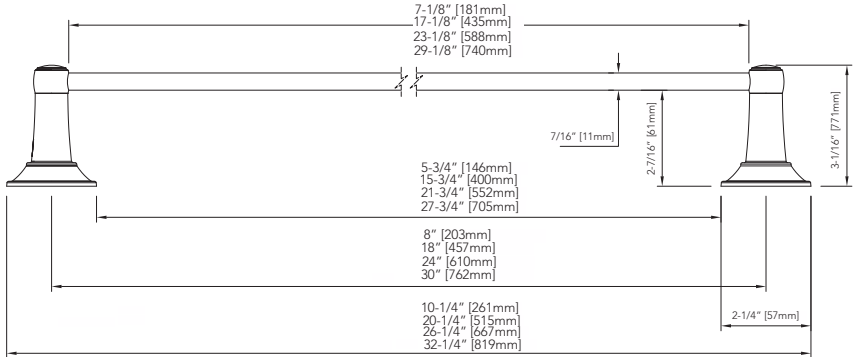 7-1/8” [181mm]
17-1/8” [435mm]
23-1/8” [588mm]
29-1/8” [740mm]
7/16” [11mm]
2-7/16” [61mm]
3-1/16” [771mm]
5-3/4” [146mm]
15-3/4” [400mm]
21-3/4” [552mm]
27-3/4” [705mm]
8” [203mm]
18” [457mm]
24” [610mm]
30” [762mm]
10-1/4” [261mm]
20-1/4” [515mm]
26-1/4” [667mm]
32-1/4” [819mm]
2-1/4” [57mm]